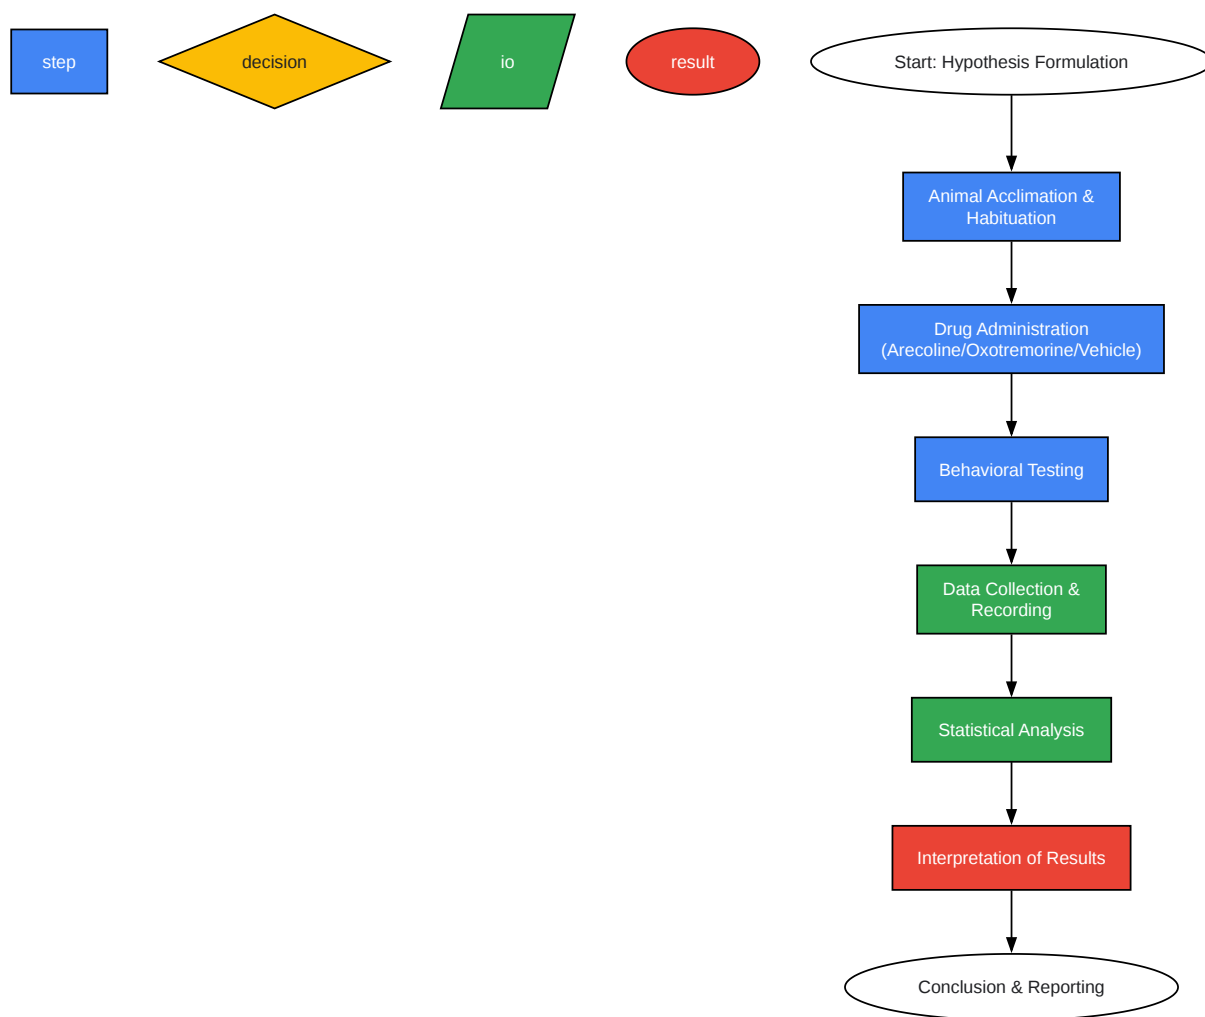 step
decision
io
result
Start: Hypothesis Formulation
Animal Acclimation &
Habituation
Drug Administration
(Arecoline/Oxotremorine/Vehicle)
Behavioral Testing
Data Collection &
Recording
Statistical Analysis
Interpretation of Results
Conclusion & Reporting